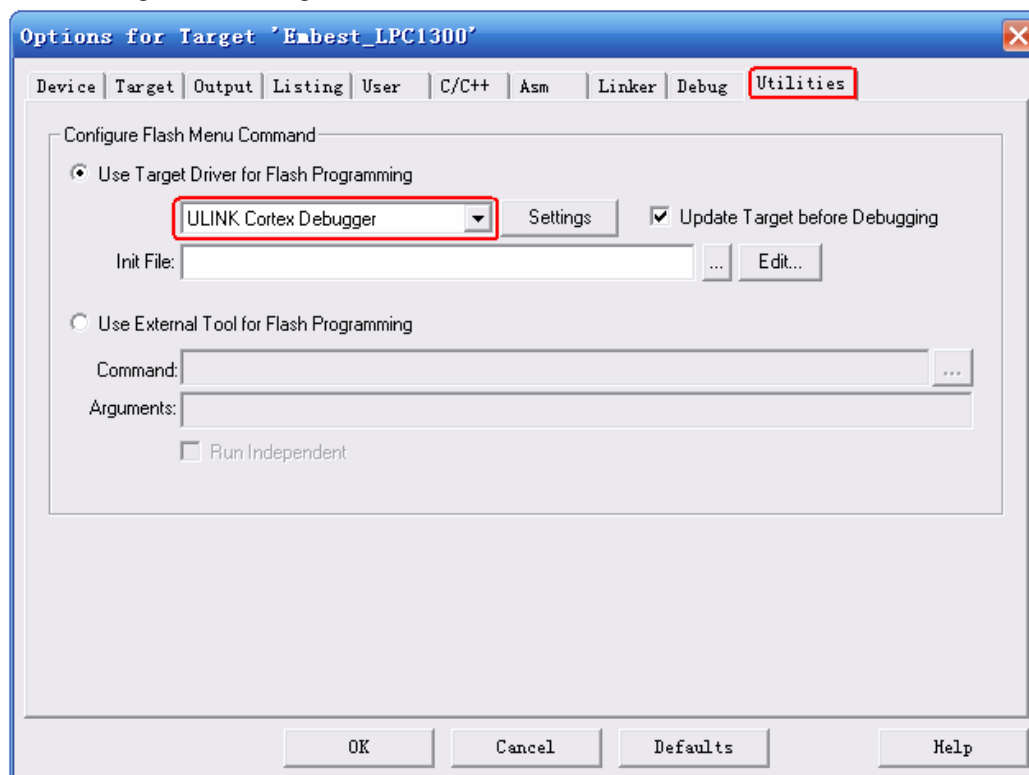 Options for Target 'Embest_LPC1300'
Device Target Output Listing User C/C++ Asm Linker Debug Utilities
Configure Flash Menu Command
Use Target Driver for Flash Programming
ULINK Cortex Debugger Settings Update Target before Debugging
Init File: ... Edit...
Use External Tool for Flash Programming
Command: ...
Arguments:
Run Independent
OK Cancel Defaults Help